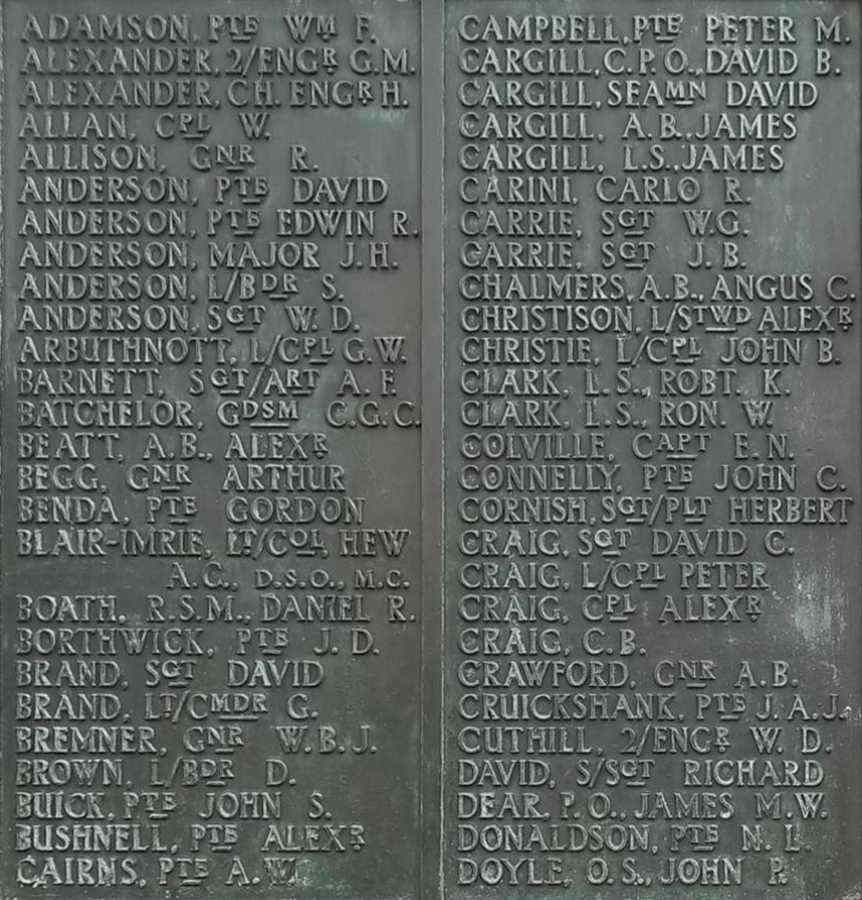 ADAMSON, PTE WM F.
ALEXANDER, 2/ENGR G.M.
ALEXANDER, CH. ENGR H.
ALLAN, CPL W.
ALLISON, GNR R.
ANDERSON, PTE DAVID
ANDERSON, PTE EDWIN R.
ANDERSON, MAJOR J.H.
ANDERSON, L/BDR S.
ANDERSON, SGT W.D.
ARBUTHNOTT, L/CPL G.W.
BARNETT, SGT/ART A.F.
BATCHELOR, GDSM C.G.C.
BEATT, A.B., ALEXR
BEGG, GNR ARTHUR
BENDA, PTE GORDON
BLAIR-IMRIE, LT/COL, HEW
A.C., D.S.O., M.C.
BOATH, R.S.M., DANIEL R.
BORTHWICK, PTE J.D.
BRAND, SGT DAVID
BRAND, LT/CMDR G.
BREMNER, GNR W.B.J.
BROWN, L/BDR D.
BUICK, PTE JOHN S.
BUSHNELL, PTE ALEXR
CAIRNS, PTE A.W.
CAMPBELL, PTE PETER M.
CARGILL, C.P.O., DAVID B.
CARGILL, SEAMN DAVID
CARGILL, A.B., JAMES
CARGILL, L.S., JAMES
CARINI, CARLO R.
CARRIE, SGT W.G.
CARRIE, SGT J.B.
CHALMERS, A.B., ANGUS C.
CHRISTISON, L/STWD ALEXR
CHRISTIE, L/CPL JOHN B.
CLARK, L.S., ROBT. K.
CLARK, L.S., RON. W.
COLVILLE, CAPT E.N.
CONNELLY, PTE JOHN C.
CORNISH, SGT/PLT HERBERT
CRAIG, SGT DAVID C.
CRAIG, L/CPL PETER
CRAIG, CPL ALEXR
CRAIG, C.B.
CRAWFORD, GNR A.B.
CRUICKSHANK, PTE J.A.J.
CUTHILL, 2/ENGR W.D.
DAVID, S/SGT RICHARD
DEAR, P.O., JAMES M.W.
DONALDSON, PTE N.L.
DOYLE, O.S., JOHN P.